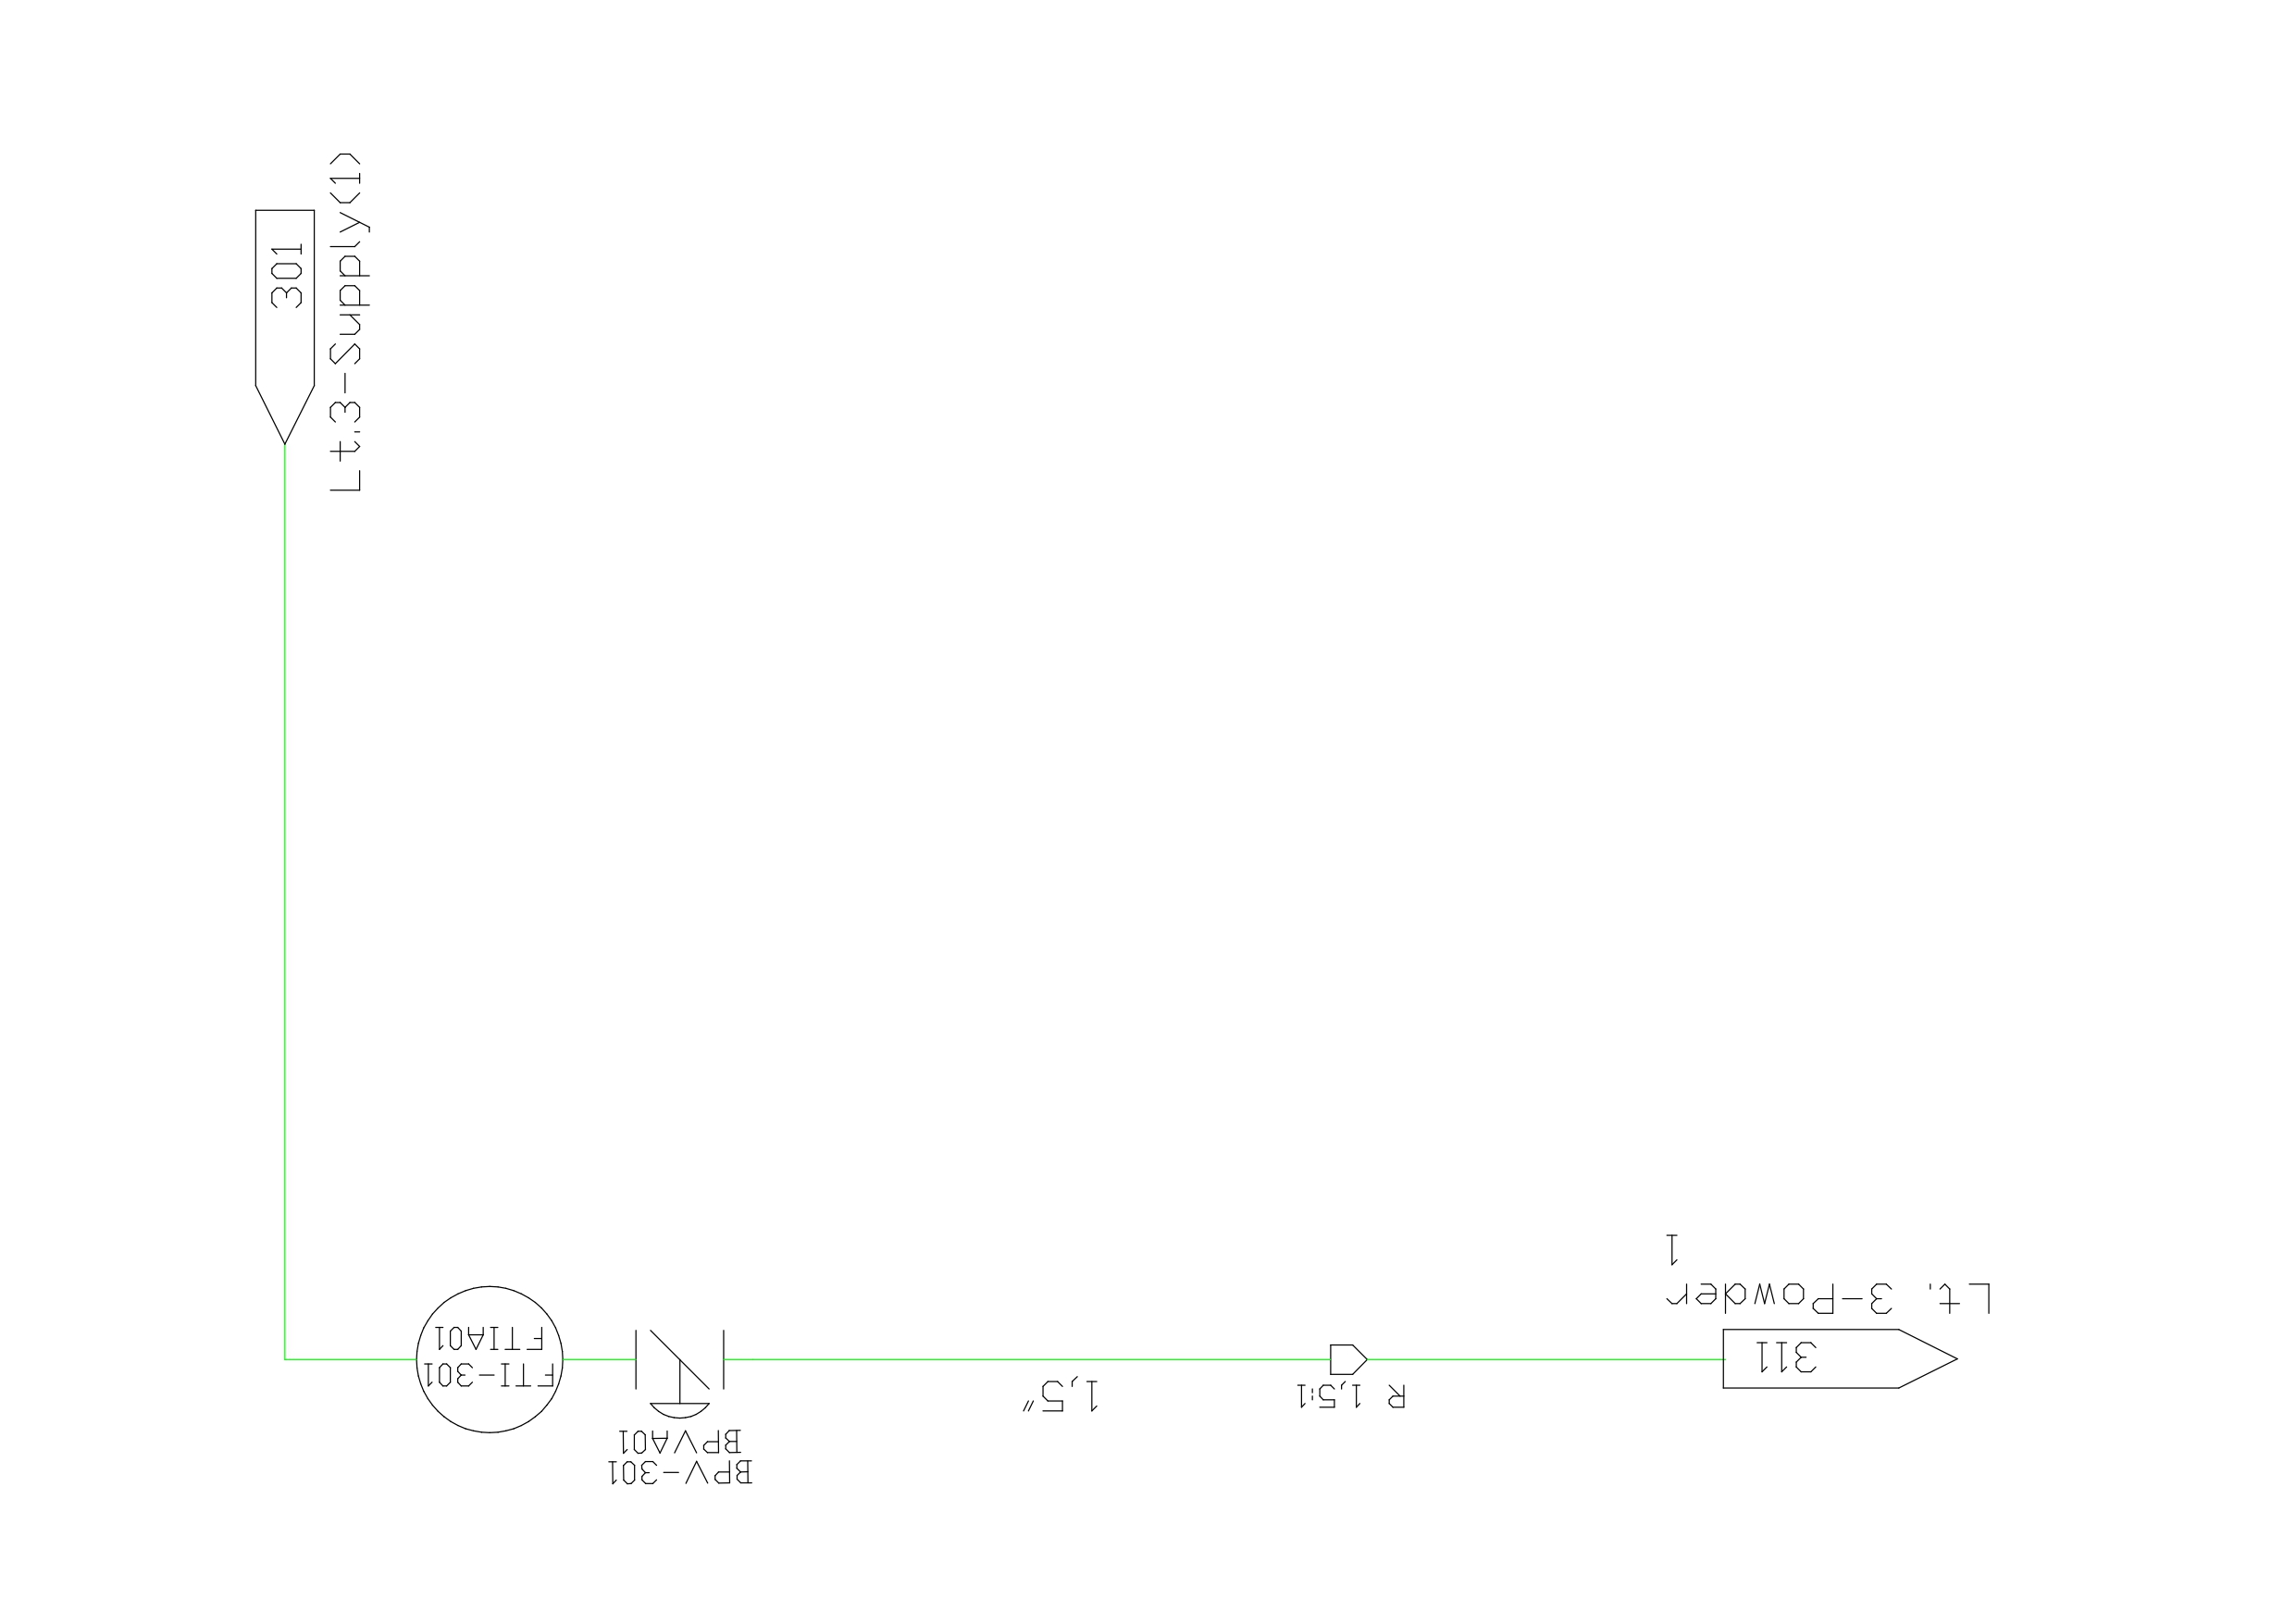 301
Lt.3-Supply(1)
FTI-301
FTIA01
BPV-301
BPVA01
1,5"
R 1,5:1
311
Lt. 3-Powder
1